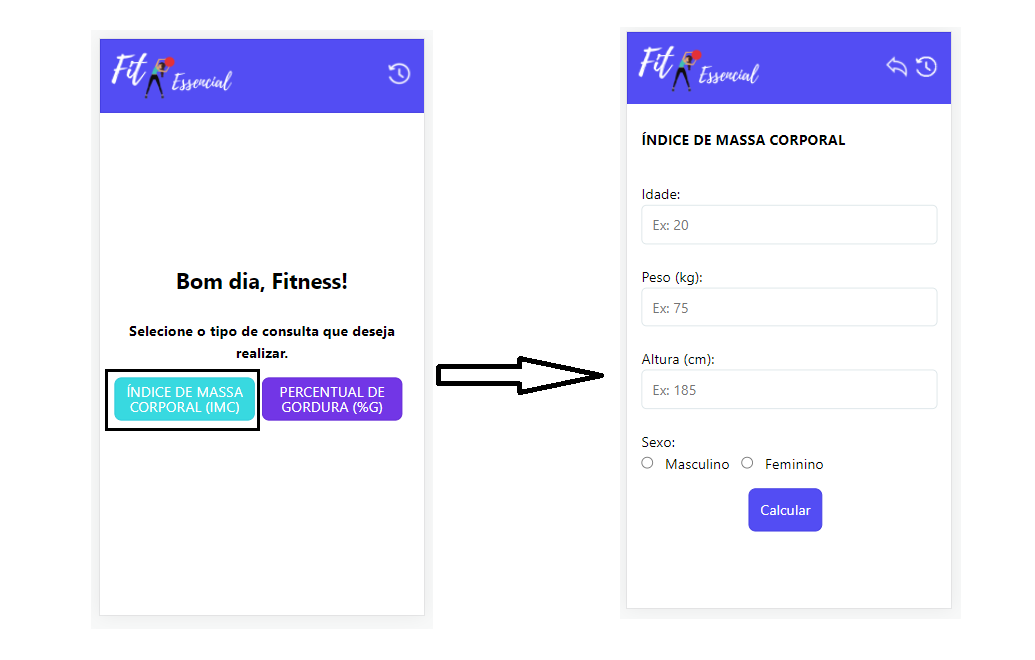 Fit Essencial
Bom dia, Fitness!
Selecione o tipo de consulta que deseja
realizar.
ÍNDICE DE MASSA
CORPORAL (IMC)
PERCENTUAL DE
GORDURA (%G)
Fit Essencial
ÍNDICE DE MASSA CORPORAL
Idade:
Ex: 20
Peso (kg):
Ex: 75
Altura (cm):
Ex: 185
Sexo:
Masculino Feminino
Calcular